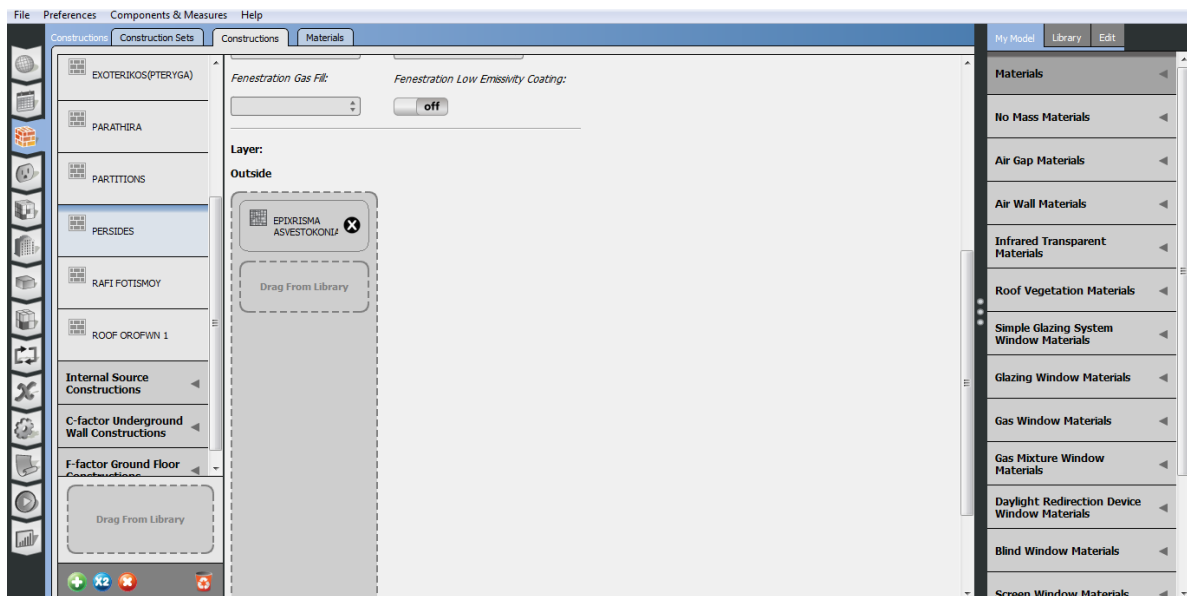 File Preferences Components & Measures Help
Constructions Construction Sets Constructions Materials
My Model Library Edit
EXOTERIKOS(PTERYGA)
PARATHIRA
PARTITIONS
PERSIDES
RAFI FOTISMOY
ROOF OROFWN 1
Internal Source
Constructions
C-factor Underground
Wall Constructions
F-factor Ground Floor
Constructions
Drag From Library
X2
Fenestration Gas Fill:
Fenestration Low Emissivity Coating:
off
Layer:
Outside
EPIXRISMA
ASVESTOKONIA
Drag From Library
Materials
No Mass Materials
Air Gap Materials
Air Wall Materials
Infrared Transparent
Materials
Roof Vegetation Materials
Simple Glazing System
Window Materials
Glazing Window Materials
Gas Window Materials
Gas Mixture Window
Materials
Daylight Redirection Device
Window Materials
Blind Window Materials
Screen Window Materials